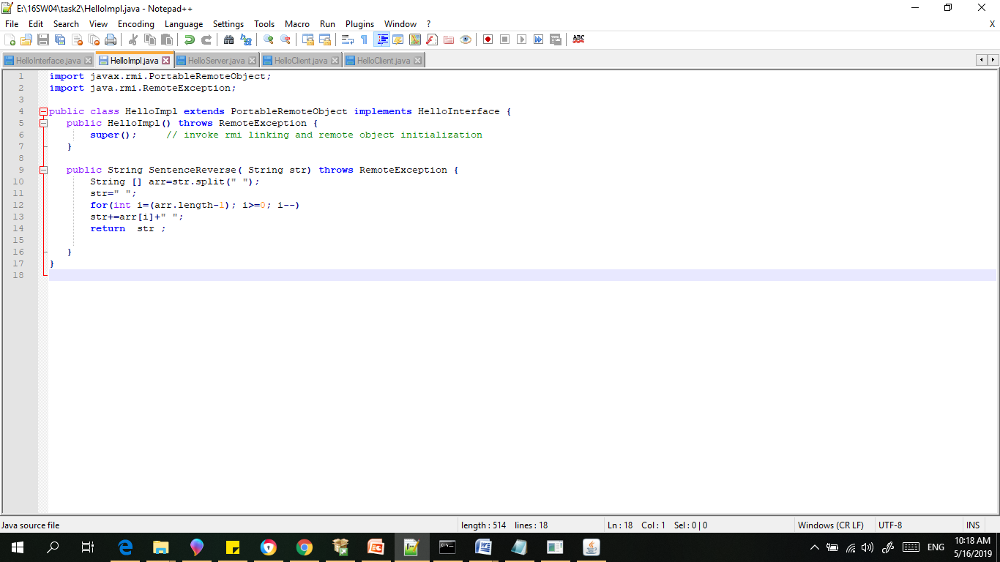 E:\16SW04\task2\HelloImpl.java - Notepad++
File Edit Search View Encoding Language Settings Tools Macro Run Plugins Window ? X
ABC
HelloInterface.java HelloImpl.java HelloServer.java HelloClient.java HelloClient.java
1 import javax.rmi.PortableRemoteObject;
2 import java.rmi.RemoteException;
3
4 public class HelloImpl extends PortableRemoteObject implements HelloInterface {
5 public HelloImpl() throws RemoteException {
6 super(); // invoke rmi linking and remote object initialization
7 }
8
9 public String SentenceReverse( String str) throws RemoteException {
10 String [] arr=str.split(" ");
11 str=" ";
12 for(int i=(arr.length-1); i>=0; i--)
13 str+=arr[i]+" ";
14 return str ;
15
16 }
17 }
18
Java source file length : 514 lines : 18 Ln : 18 Col : 1 Sel : 0 | 0 Windows (CR LF) UTF-8 INS
ENG
10:18 AM
5/16/2019